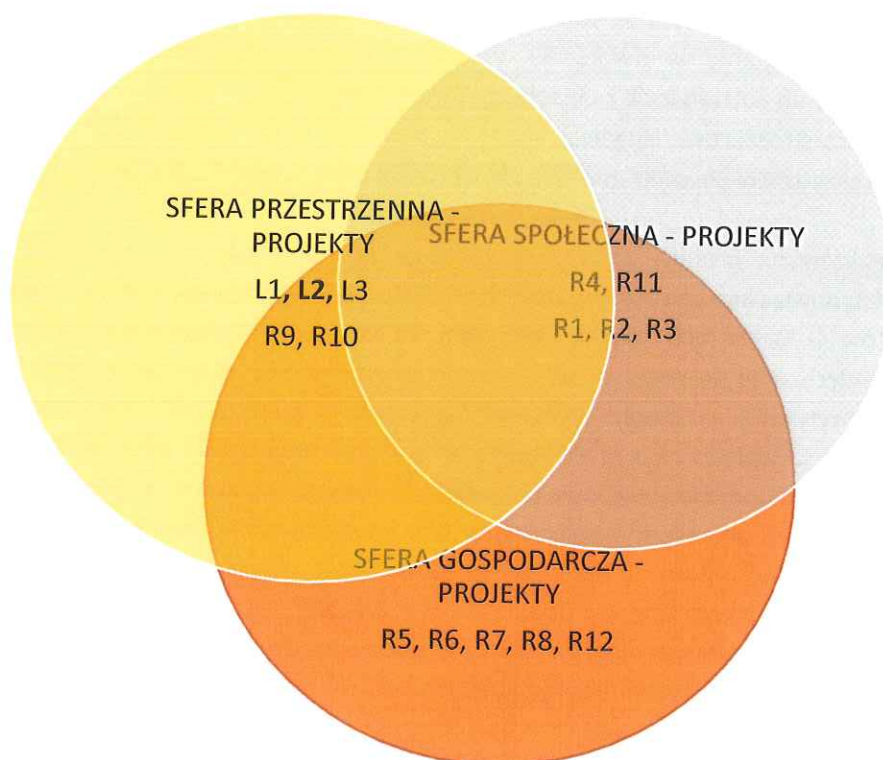 SFERA PRZESTRZENNA -
PROJEKTY
L1, L2, L3
R9, R10
SFERA SPOŁECZNA - PROJEKTY
R4, R11
R1, R2, R3
SFERA GOSPODARCZA -
PROJEKTY
R5, R6, R7, R8, R12